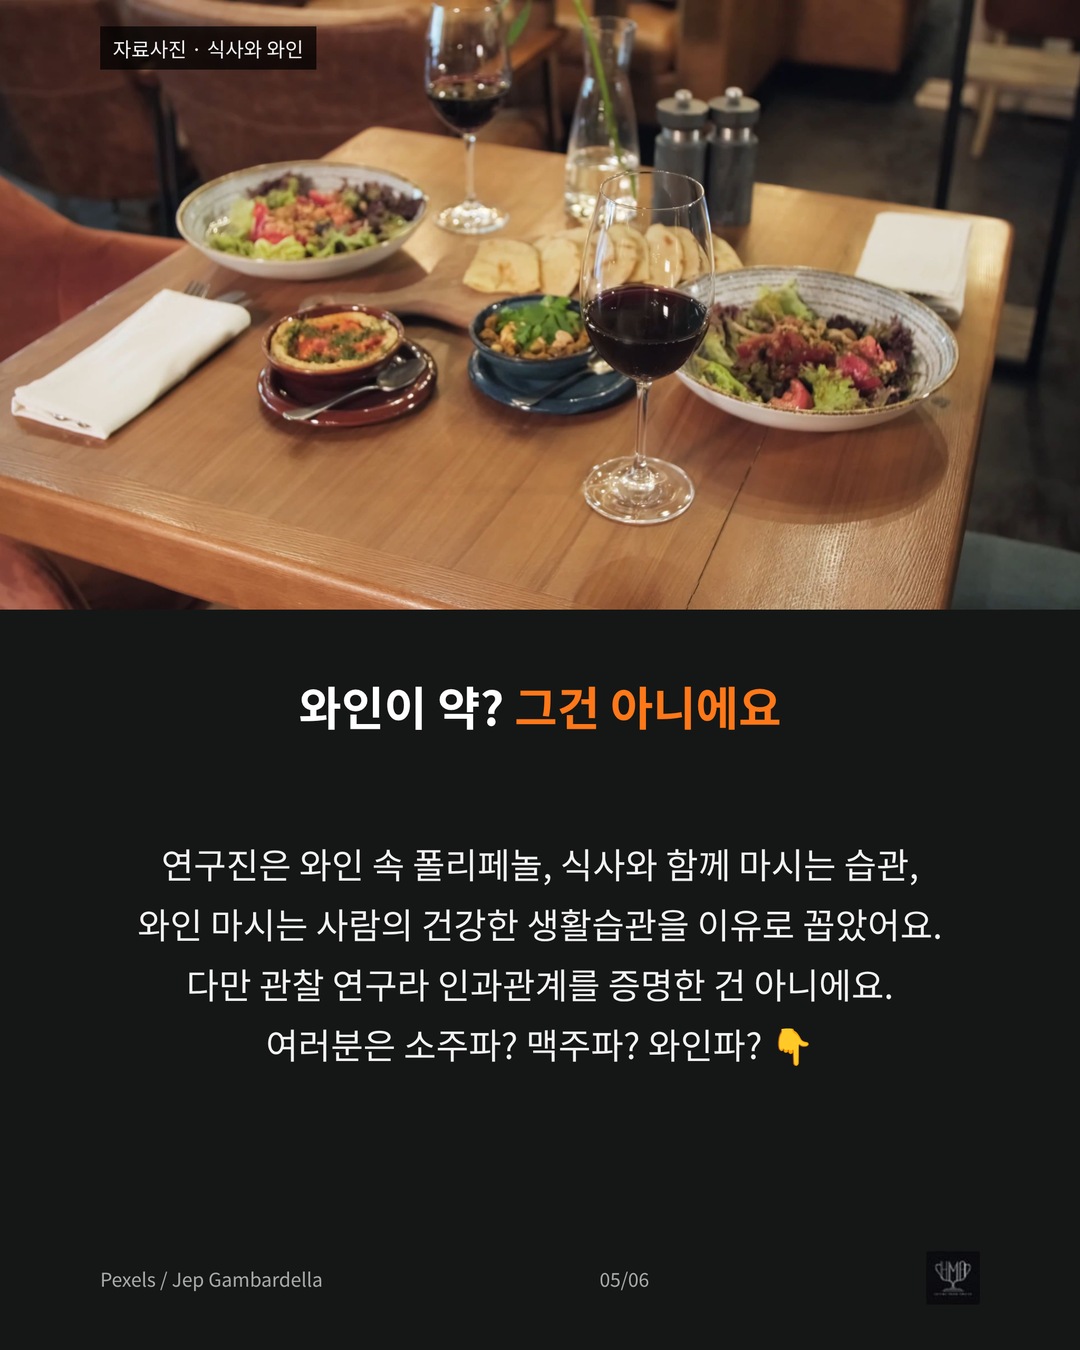 자료사진 · 식사와 와인
와인이 약? 그건 아니에요
연구진은 와인 속 폴리페놀, 식사와 함께 마시는 습관,
와인 마시는 사람의 건강한 생활습관을 이유로 꼽았어요.
다만 관찰 연구라 인과관계를 증명한 건 아니에요.
여러분은 소주파? 맥주파? 와인파? 👇
Pexels / Jep Gambardella
05/06